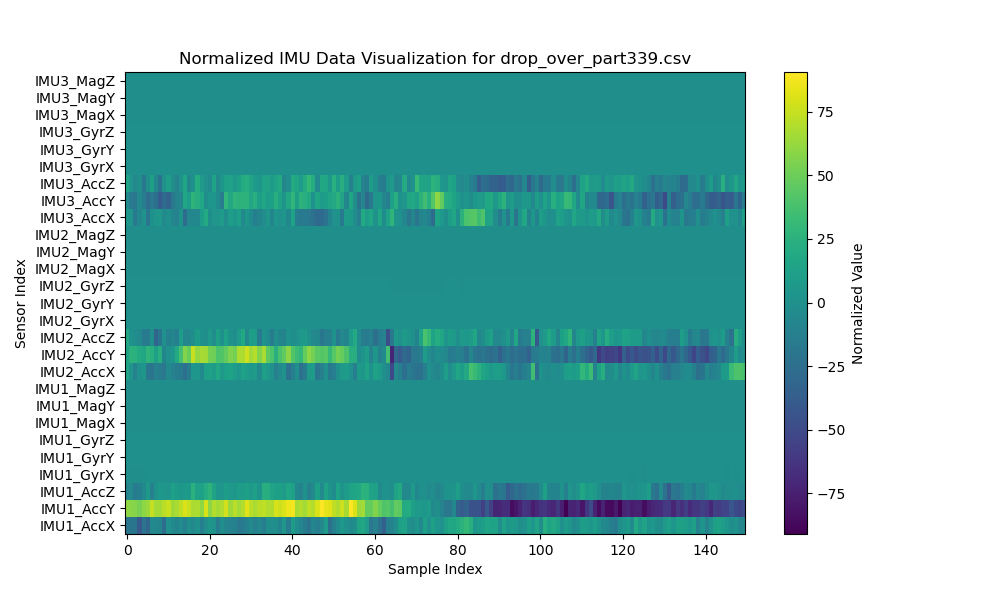 Normalized IMU Data Visualization for drop_over_part339.csv
IMU3_MagZ
IMU3_MagY
IMU3_MagX
IMU3_GyrZ
IMU3_GyrY
IMU3_GyrX
IMU3_AccZ
IMU3_AccY
IMU3_AccX
IMU2_MagZ
IMU2_MagY
IMU2_MagX
IMU2_GyrZ
IMU2_GyrY
IMU2_GyrX
IMU2_AccZ
IMU2_AccY
IMU2_AccX
IMU1_MagZ
IMU1_MagY
IMU1_MagX
IMU1_GyrZ
IMU1_GyrY
IMU1_GyrX
IMU1_AccZ
IMU1_AccY
IMU1_AccX
Sensor Index
0 20 40 60 80 100 120 140
Sample Index
75
50
25
0
−25
−50
−75
Normalized Value